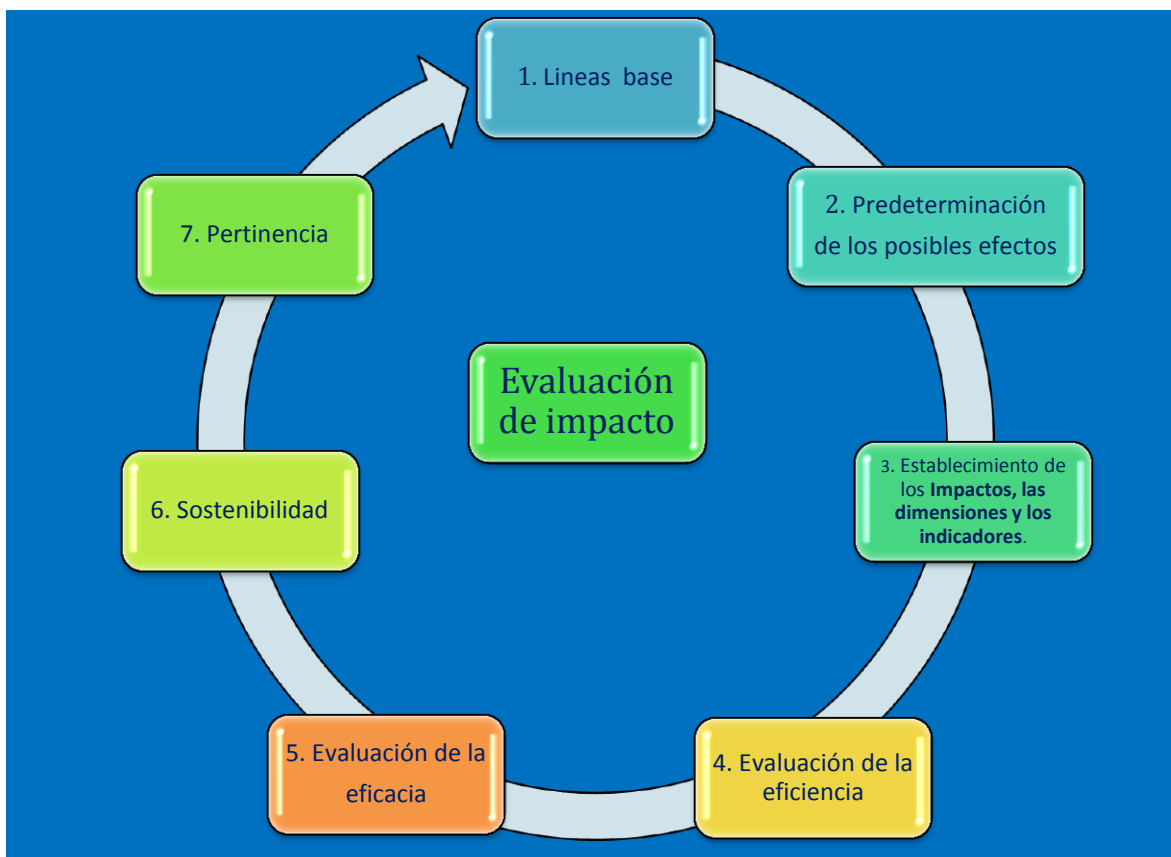 1. Lineas base
2. Predeterminación
de los posibles efectos
3. Establecimiento de
los Impactos, las
dimensiones y los
indicadores.
4. Evaluación de la
eficiencia
5. Evaluación de la
eficacia
6. Sostenibilidad
7. Pertinencia
Evaluación
de impacto